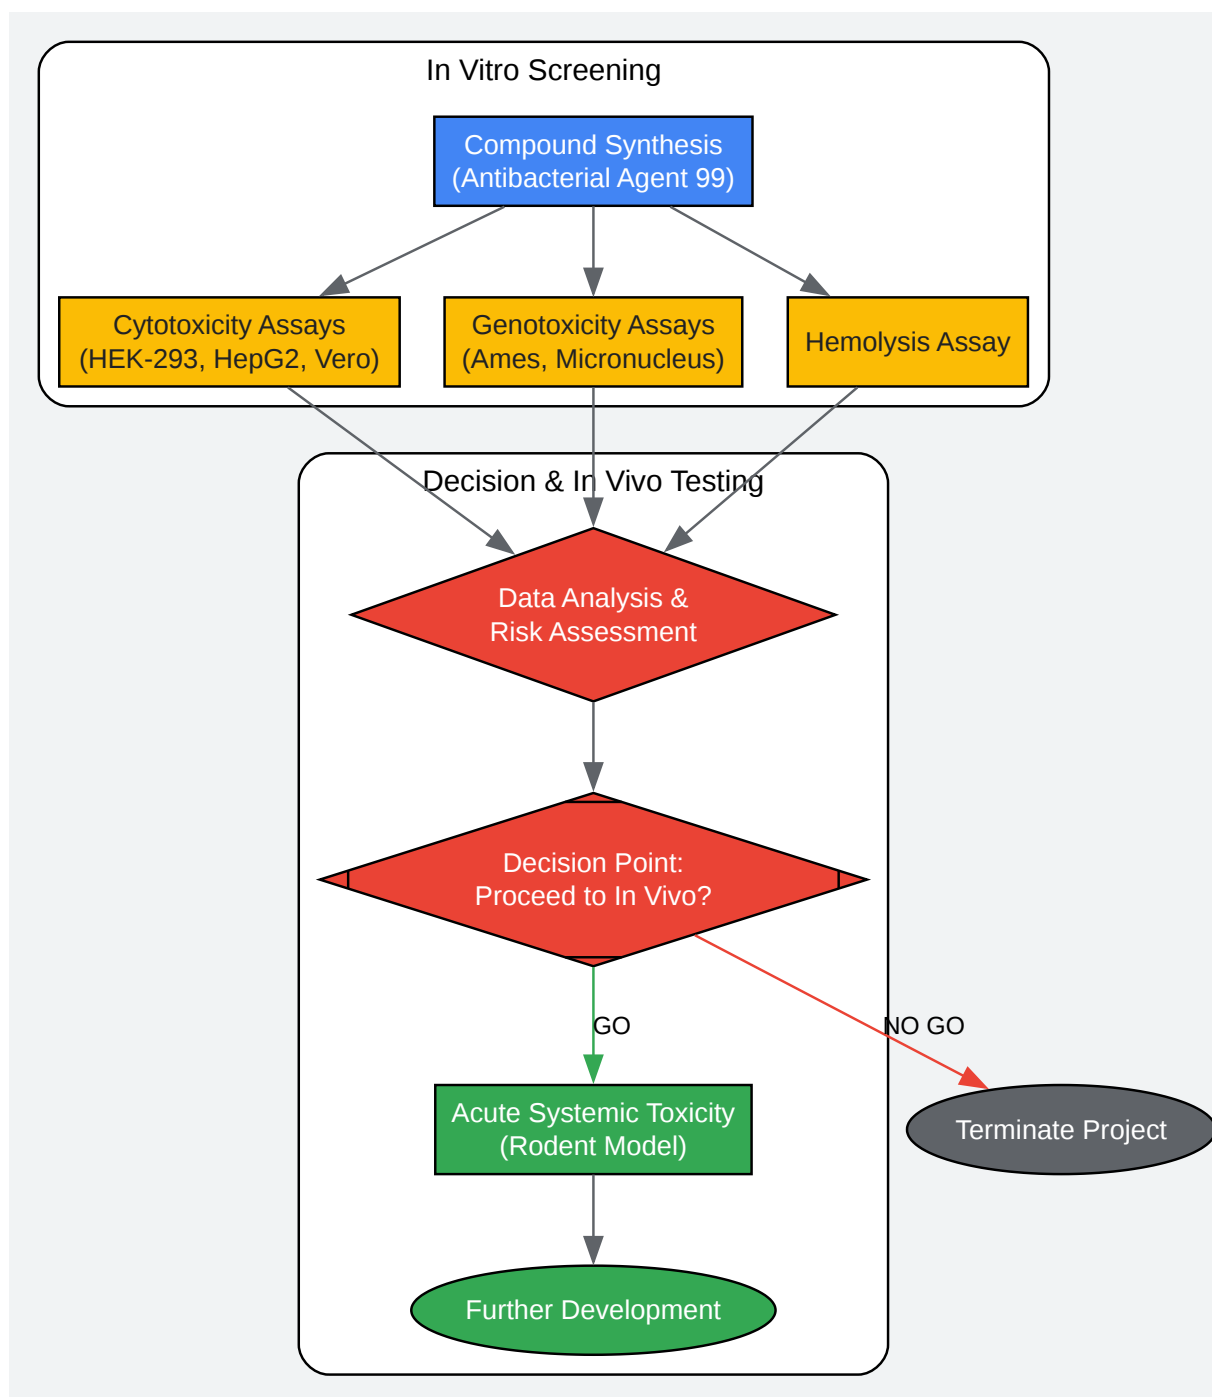 In Vitro Screening
Compound Synthesis
(Antibacterial Agent 99)
Cytotoxicity Assays
(HEK-293, HepG2, Vero)
Genotoxicity Assays
(Ames, Micronucleus)
Hemolysis Assay
Decision & In Vivo Testing
Data Analysis &
Risk Assessment
Decision Point:
Proceed to In Vivo?
GO
NO GO
Acute Systemic Toxicity
(Rodent Model)
Terminate Project
Further Development